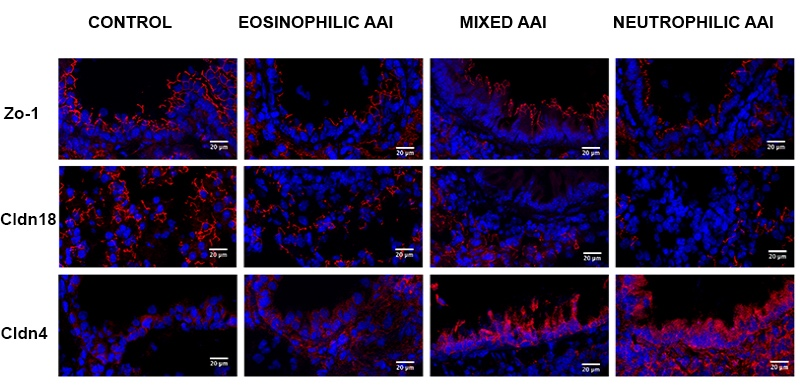 CONTROL EOSINOPHILIC AAI MIXED AAI NEUTROPHILIC AAI
Zo-1
20 µm 20 µm 20 µm 20 µm
Cldn18
20 µm 20 µm 20 µm 20 µm
Cldn4
20 µm 20 µm 20 µm 20 µm